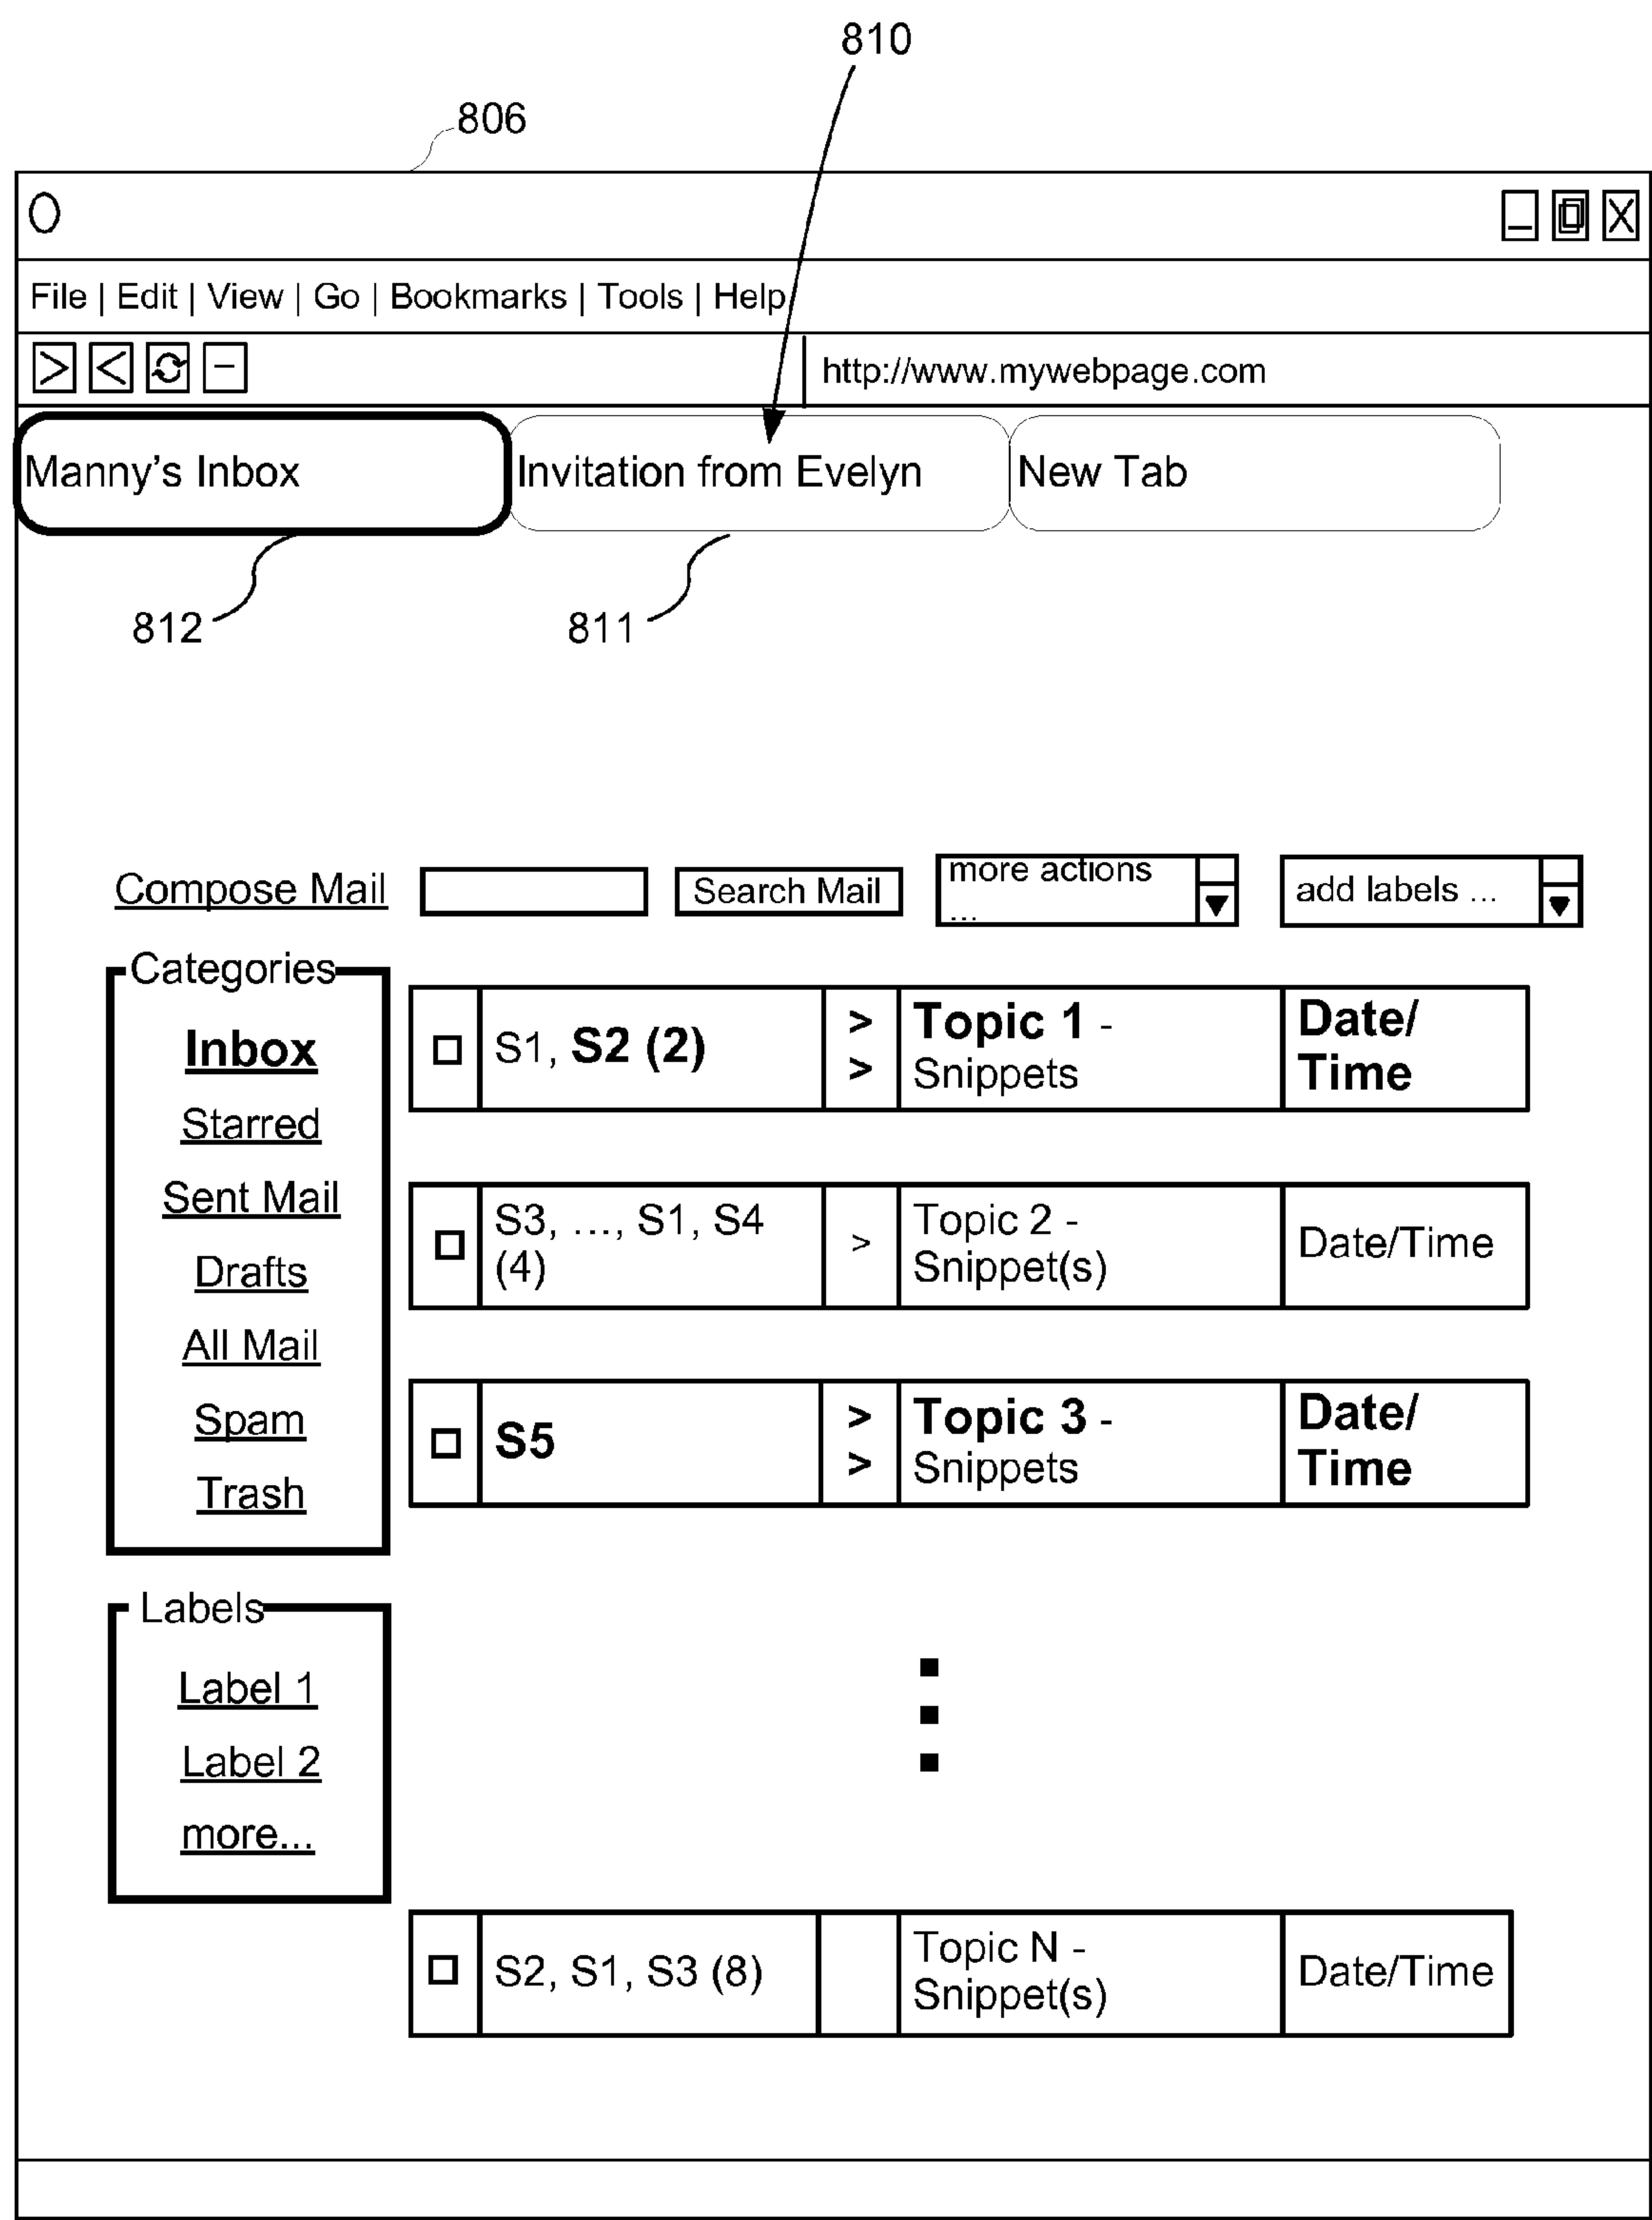 810
806
File | Edit | View | Go | Bookmarks | Tools | Help
> < − http://www.mywebpage.com
Manny's Inbox
Invitation from Evelyn
New Tab
812
811
Compose Mail
Search Mail
more actions
...
add labels ...
Categories
Inbox
Starred
Sent Mail
Drafts
All Mail
Spam
Trash
S1, S2 (2)
>
>
Topic 1 -
Snippets
Date/
Time
S3, ..., S1, S4
(4)
>
Topic 2 -
Snippet(s)
Date/Time
S5
>
>
Topic 3 -
Snippets
Date/
Time
Labels
Label 1
Label 2
more...
S2, S1, S3 (8)
Topic N -
Snippet(s)
Date/Time